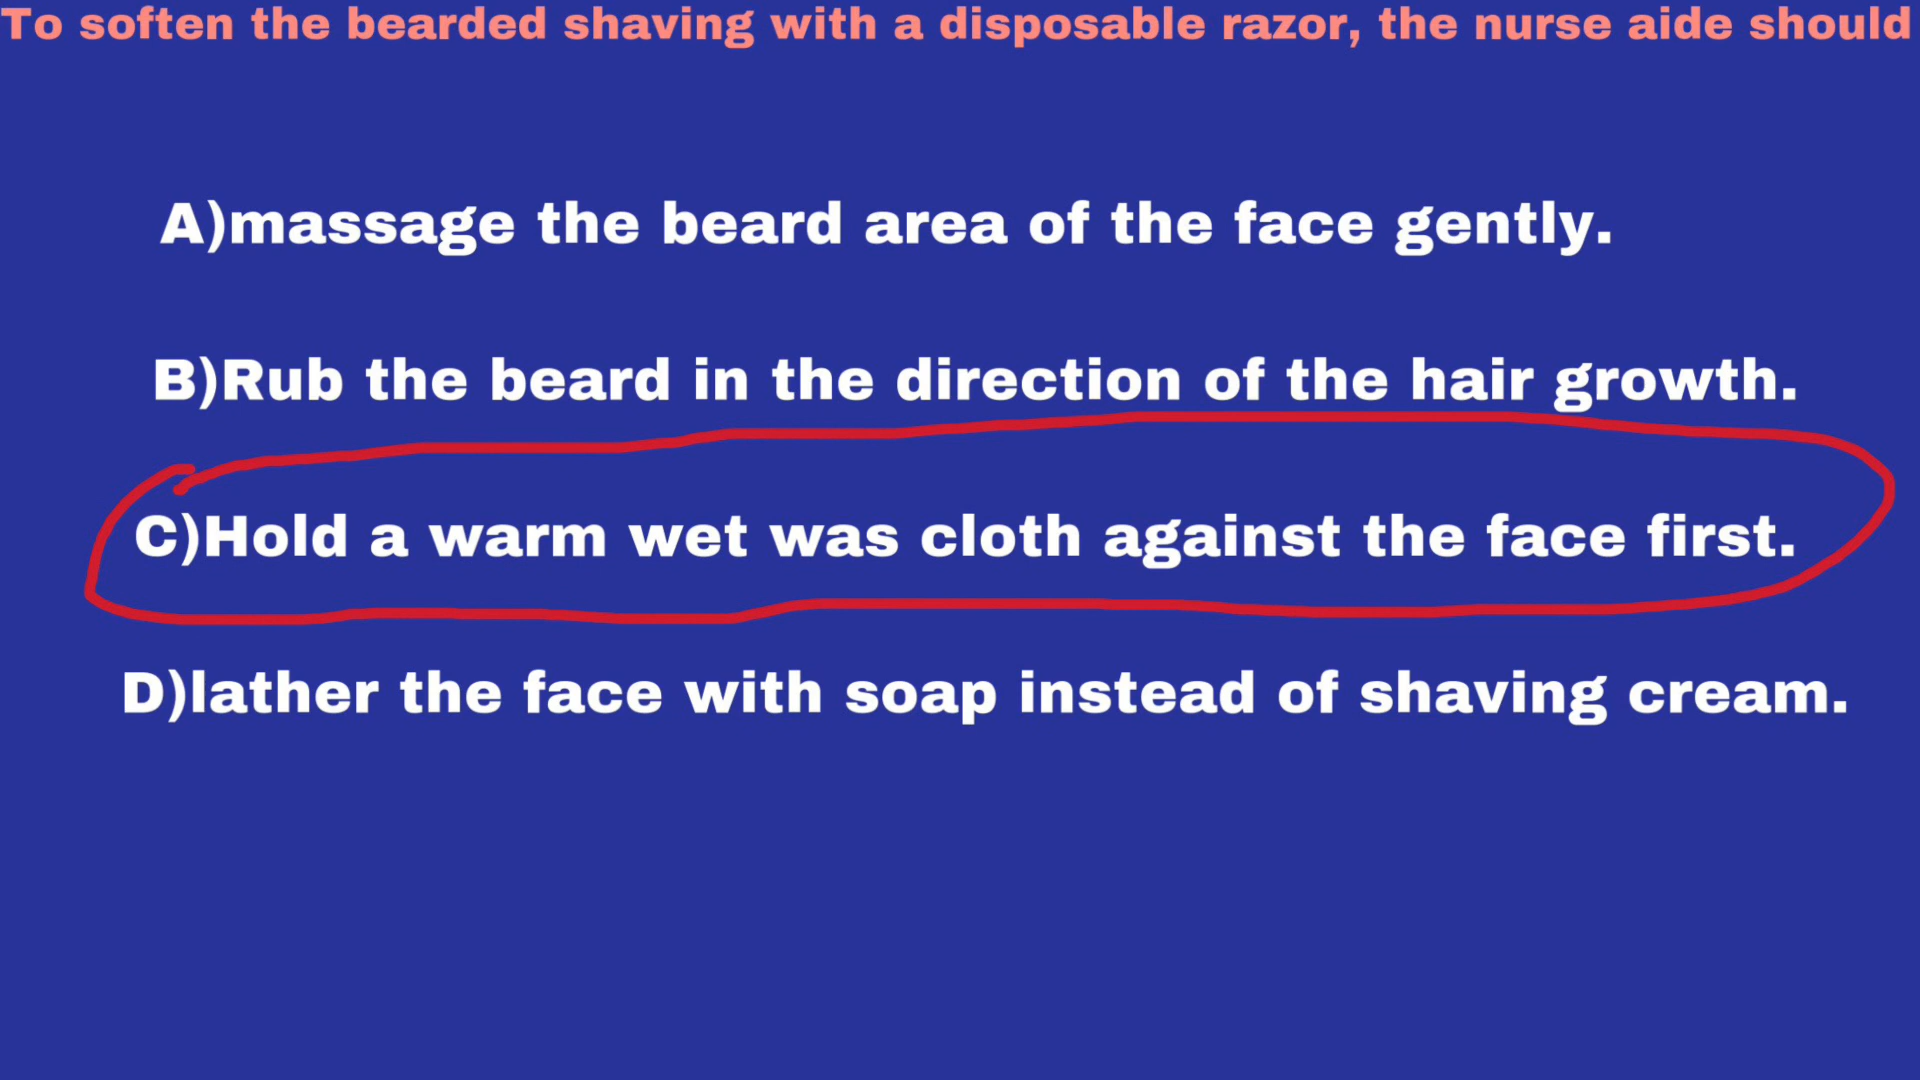 To soften the bearded shaving with a disposable razor, the nurse aide should
A)massage the beard area of the face gently.
B)Rub the beard in the direction of the hair growth.
C)Hold a warm wet was cloth against the face first.
D)lather the face with soap instead of shaving cream.